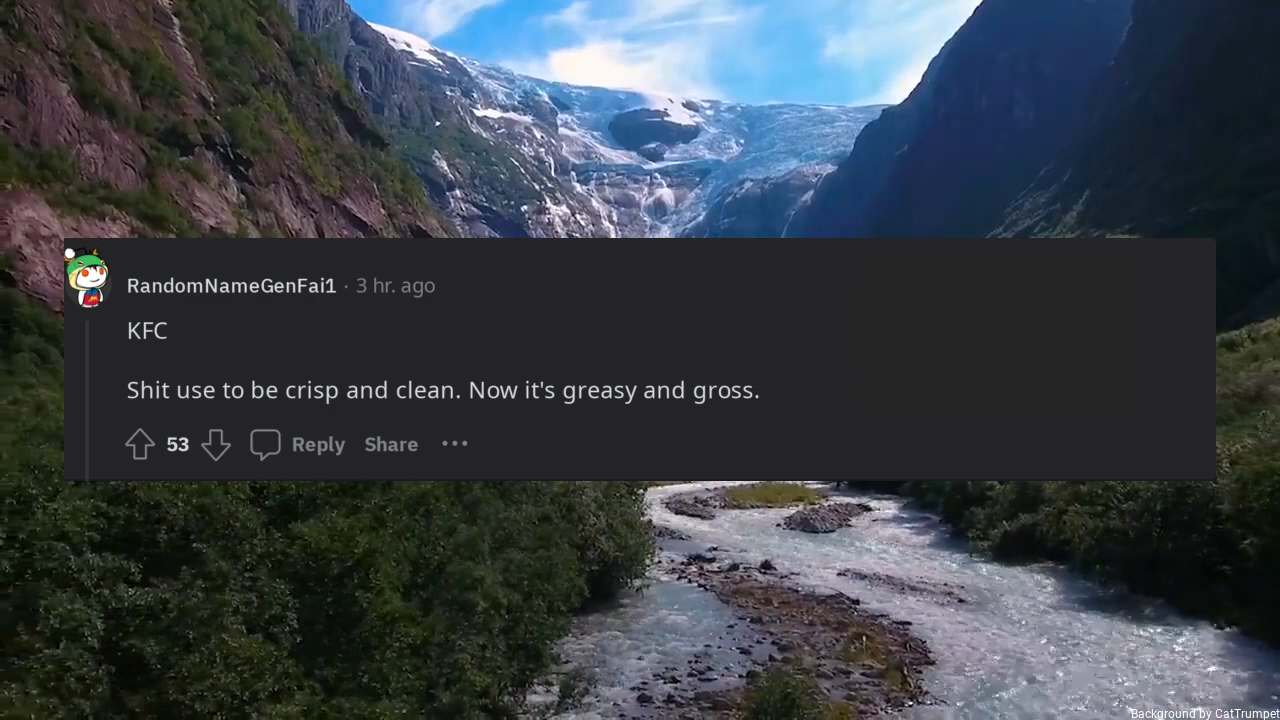 RandomNameGenFai1 · 3 hr. ago
KFC
Shit use to be crisp and clean. Now it's greasy and gross.
53 Reply Share ···
Background by CatTrumpet